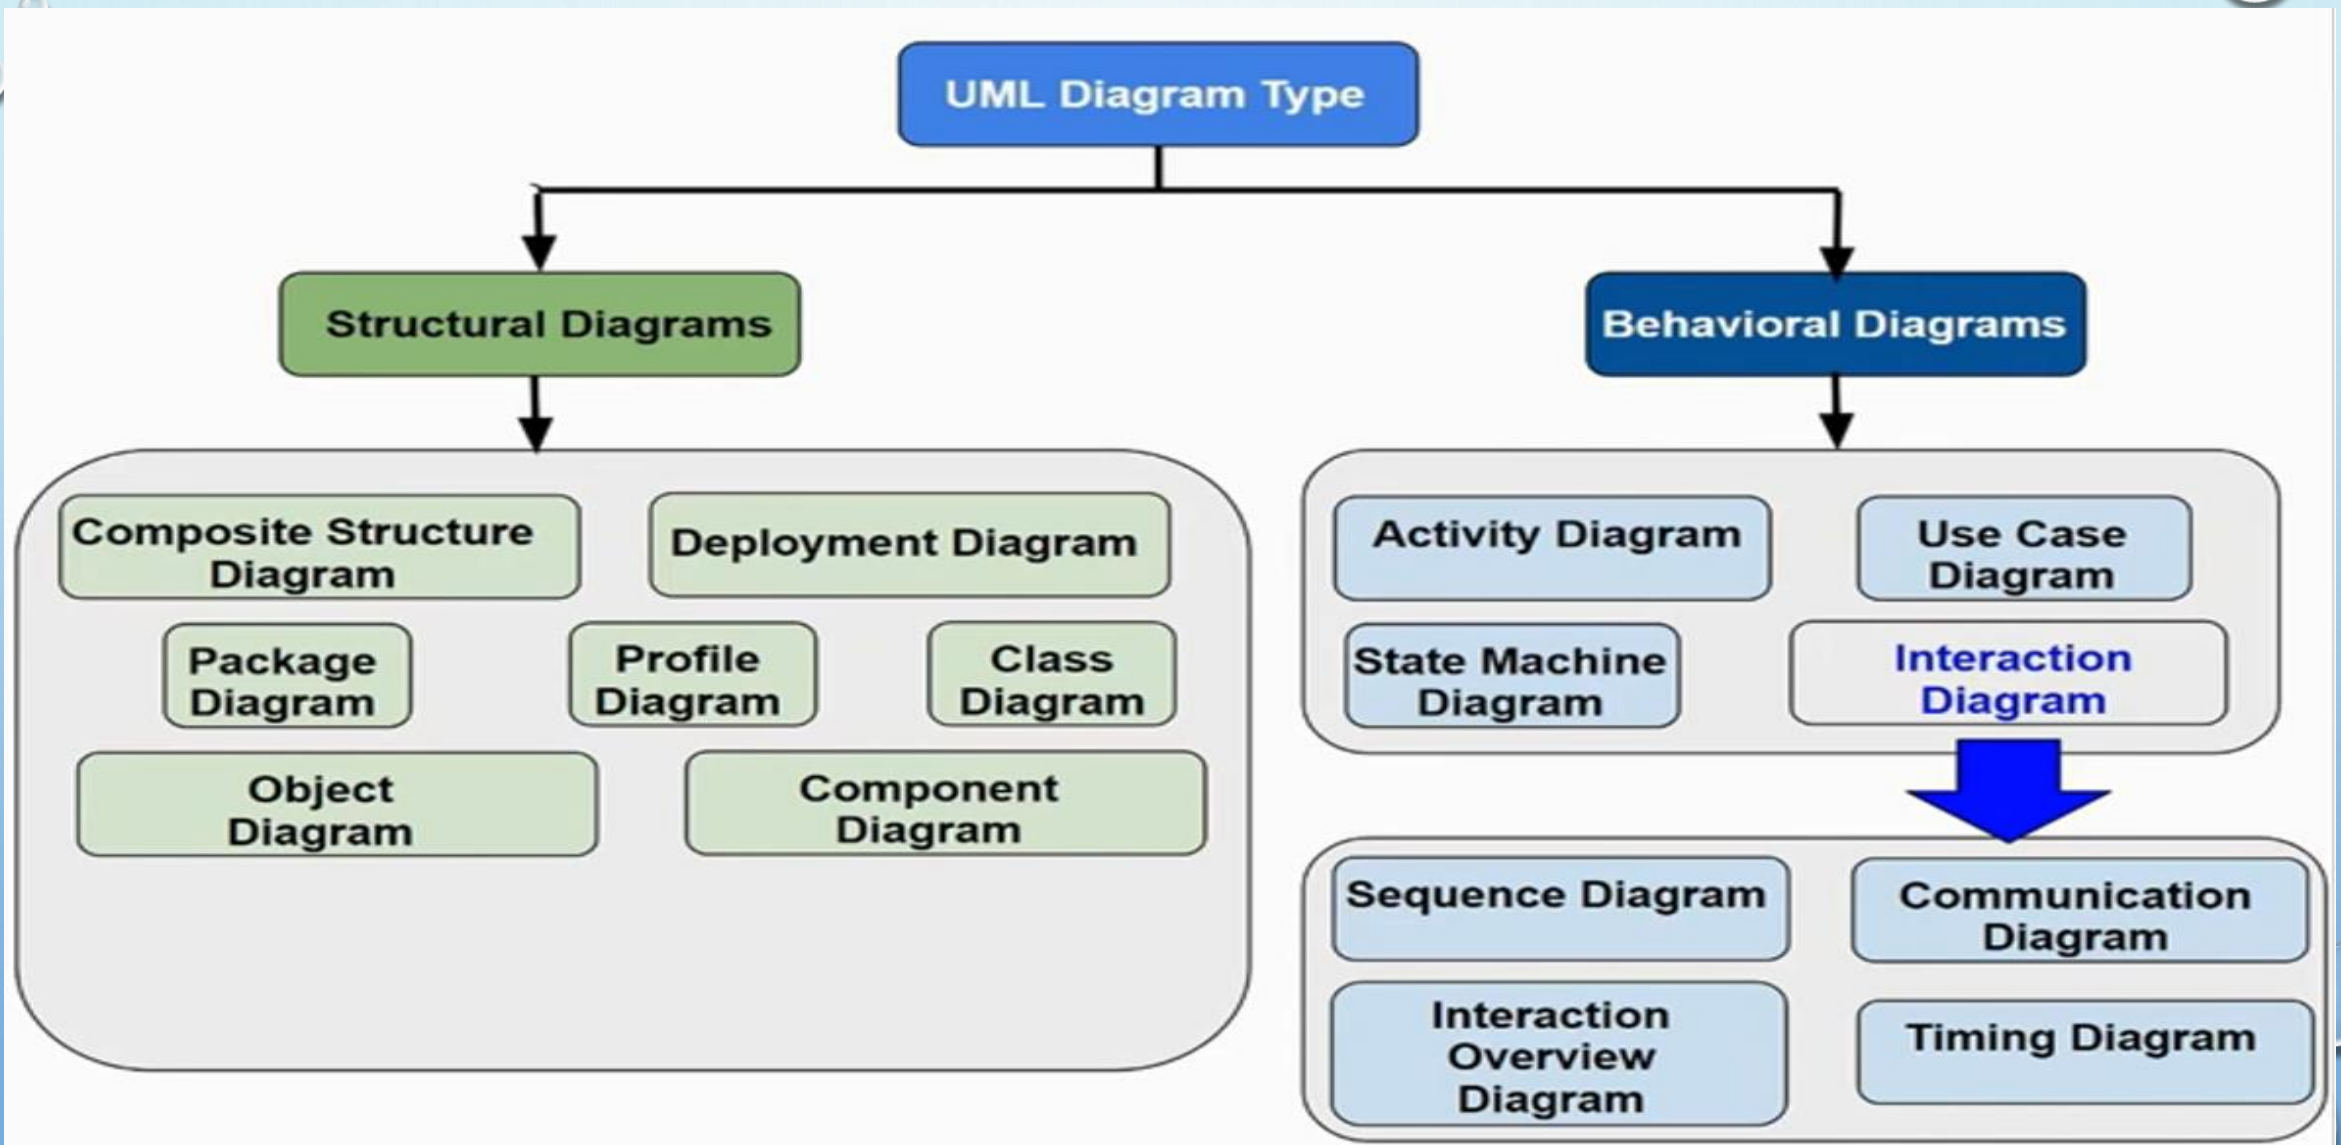 UML Diagram Type
Structural Diagrams
Behavioral Diagrams
Composite Structure
Diagram
Deployment Diagram
Package
Diagram
Profile
Diagram
Class
Diagram
Object
Diagram
Component
Diagram
Activity Diagram
Use Case
Diagram
State Machine
Diagram
Interaction
Diagram
Sequence Diagram
Communication
Diagram
Interaction
Overview
Diagram
Timing Diagram